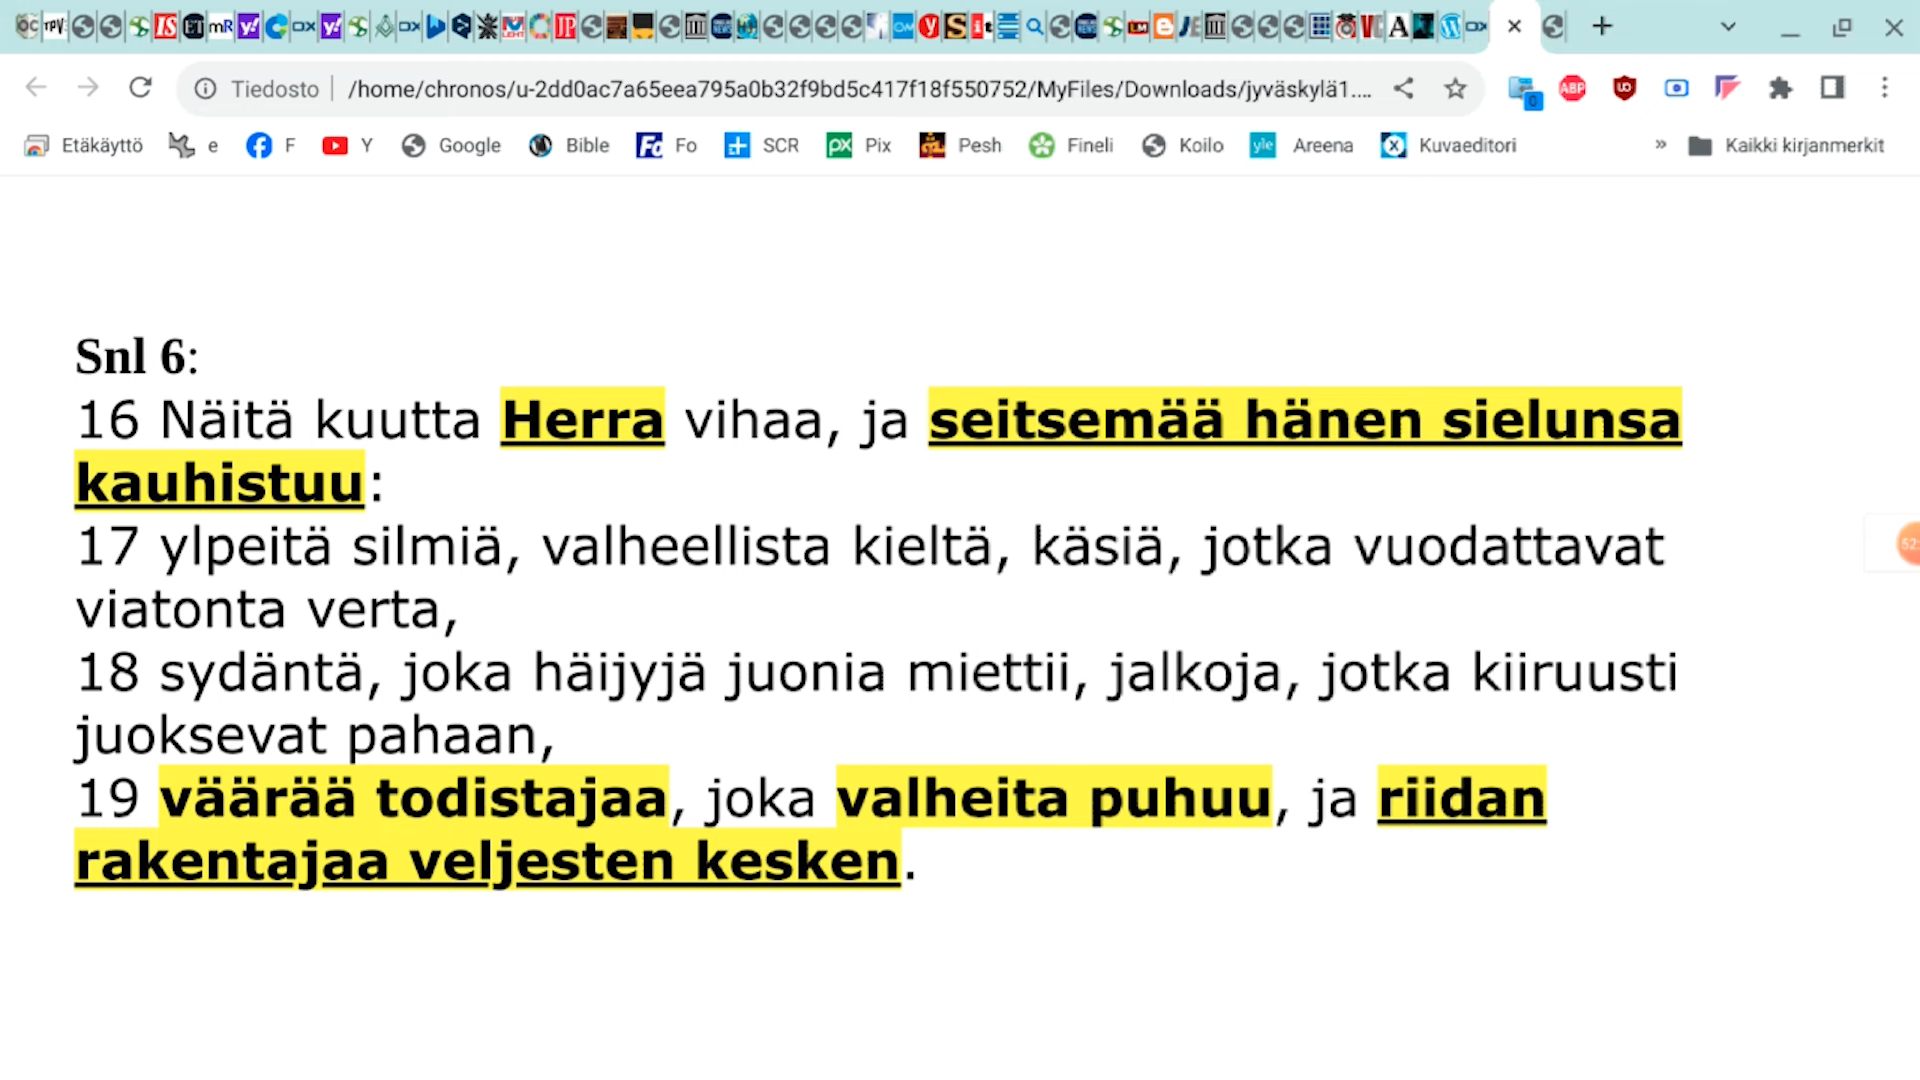 Tiedosto /home/chronos/u-2dd0ac7a65eea795a0b32f9bd5c417f18f550752/MyFiles/Downloads/jyväskylä1....
Etäkäyttö e F Y Google Bible Fo SCR Pix Pesh Fineli Koilo Areena Kuvaeditori » Kaikki kirjanmerkit
Snl 6:
16 Näitä kuutta Herra vihaa, ja seitsemää hänen sielunsa
kauhistuu:
17 ylpeitä silmiä, valheellista kieltä, käsiä, jotka vuodattavat
viatonta verta,
18 sydäntä, joka häijyjä juonia miettii, jalkoja, jotka kiiruusti
juoksevat pahaan,
19 väärää todistajaa, joka valheita puhuu, ja riidan
rakentajaa veljesten kesken.